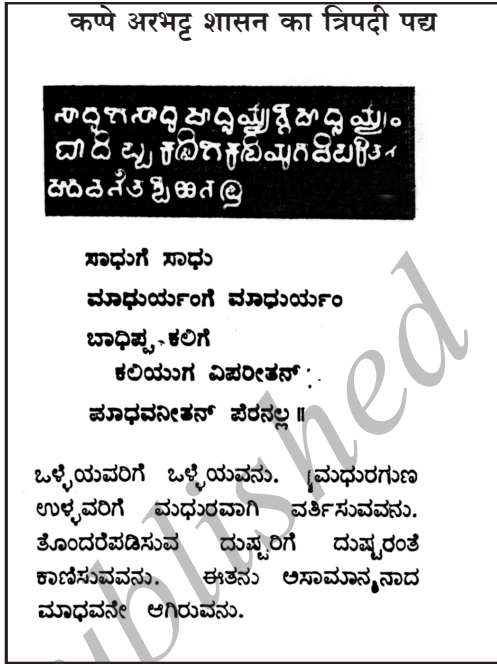 कप्पे अरभट्ट शासन का त्रिपदी पद्य
ಸಾಧುಗೆ ಸಾಧು
ಮಾಧುರ್ಯಂಗೆ ಮಾಧುರ್ಯಂ
ಬಾಧಿಪ್ಪ ಕಲಿಗೆ
ಕಲಿಯುಗ ವಿಪರೀತನ್
ಮಾಧವನೀತನ್ ಪೆರನಲ್ಲ ॥
ಒಳ್ಳೆಯವರಿಗೆ ಒಳ್ಳೆಯವನು. ಮಧುರಗುಣ
ಉಳ್ಳವರಿಗೆ ಮಧುರವಾಗಿ ವರ್ತಿಸುವವನು.
ತೊಂದರೆಪಡಿಸುವ ದುಷ್ಟರಿಗೆ ದುಷ್ಟರಂತೆ
ಕಾಣಿಸುವವನು. ಈತನು ಅಸಾಮಾನ್ಯನಾದ
ಮಾಧವನೇ ಆಗಿರುವನು.
ublished